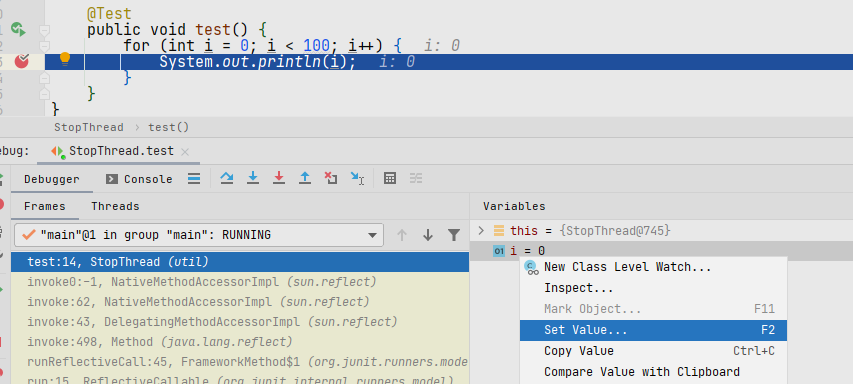 @Test
public void test() {
for (int i = 0; i < 100; i++) { i: 0
System.out.println(i); i: 0
}
}
}
StopThread > test()
ebug: StopThread.test ×
Debugger Console
Frames Threads
Variables
"main"@1 in group "main": RUNNING
this = {StopThread@745}
test:14, StopThread (util)
i = 0
invoke0:-1, NativeMethodAccessorImpl (sun.reflect)
invoke:62, NativeMethodAccessorImpl (sun.reflect)
invoke:43, DelegatingMethodAccessorImpl (sun.reflect)
invoke:498, Method (java.lang.reflect)
runReflectiveCall:45, FrameworkMethod$1 (org.junit.runners.mode
run:15, ReflectiveCallable (org.junit.internal.runners.model)
New Class Level Watch...
Inspect...
Mark Object... F11
Set Value... F2
Copy Value Ctrl+C
Compare Value with Clipboard